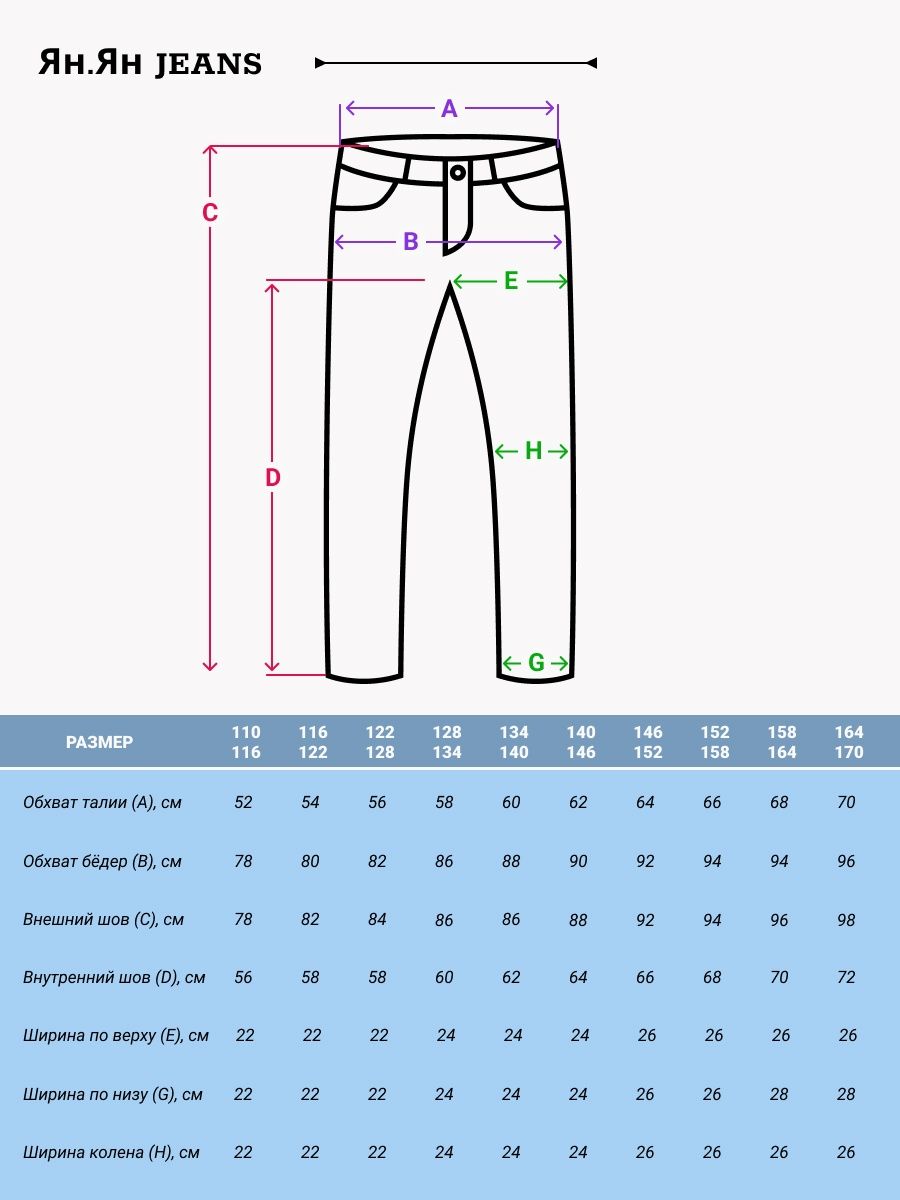 Ян.Ян JEANS
A
C
B
E
H
D
G
РАЗМЕР 110 116 122 128 134 140 146 152 158 164
116 122 128 134 140 146 152 158 164 170
Обхват талии (А), см 52 54 56 58 60 62 64 66 68 70
Обхват бёдер (В), см 78 80 82 86 88 90 92 94 94 96
Внешний шов (С), см 78 82 84 86 86 88 92 94 96 98
Внутренний шов (D), см 56 58 58 60 62 64 66 68 70 72
Ширина по верху (Е), см 22 22 22 24 24 24 26 26 26 26
Ширина по низу (G), см 22 22 22 24 24 24 26 26 28 28
Ширина колена (Н), см 22 22 22 24 24 24 26 26 26 26